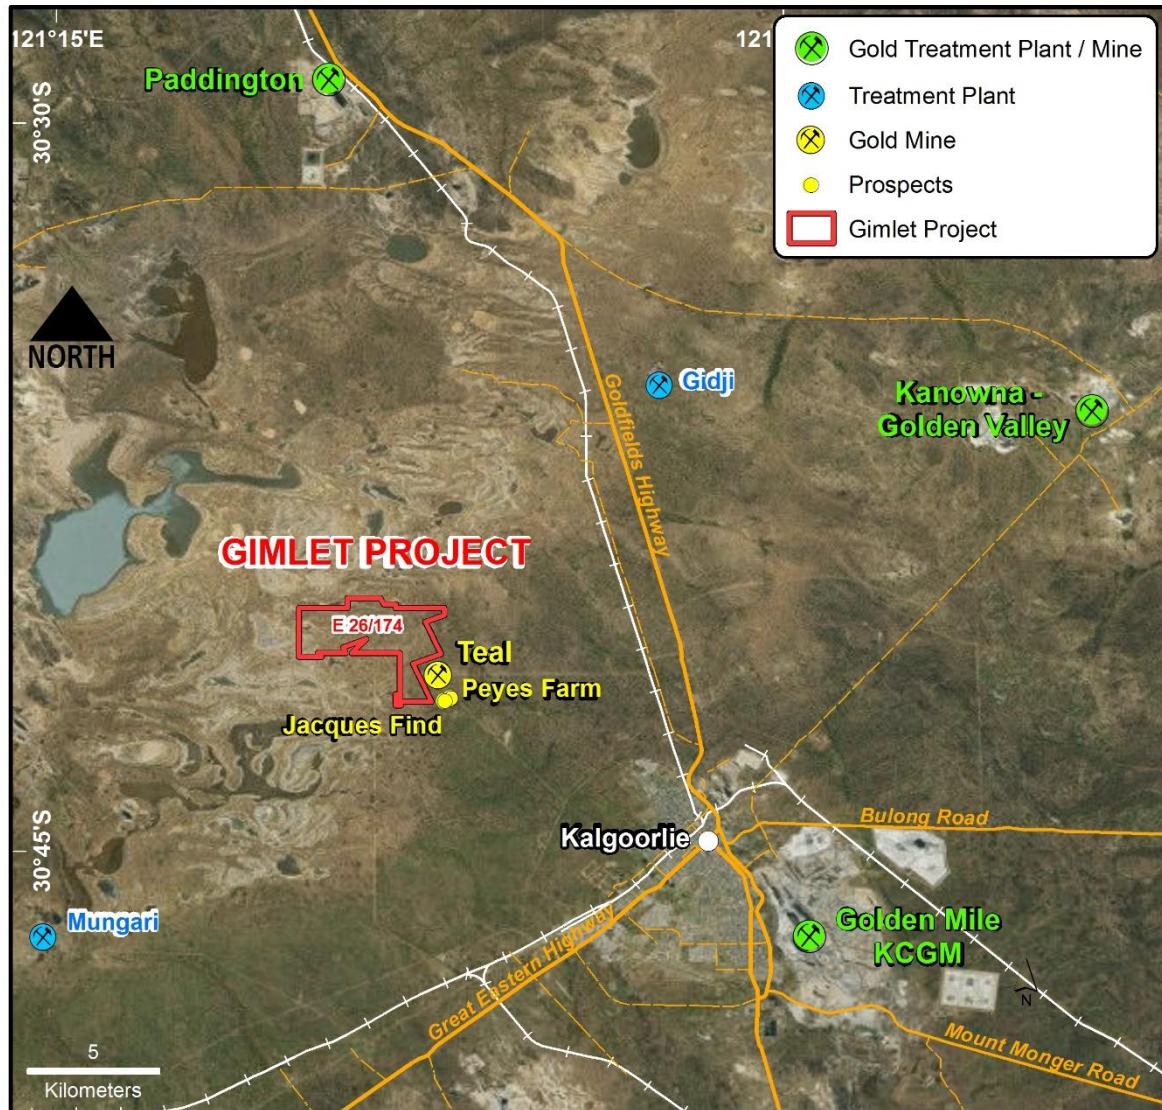 121°15'E
121
30°30'S
30°45'S
Gold Treatment Plant / Mine
Treatment Plant
Gold Mine
Prospects
Gimlet Project
Paddington
NORTH
Goldfields Highway
Gidji
Kanowna -
Golden Valley
GIMLET PROJECT
E 26/174
Teal
Peyes Farm
Jacques Find
Kalgoorlie
Bulong Road
Mungari
Great Eastern Highway
Golden Mile
KCGM
N
Mount Monger Road
5
Kilometers